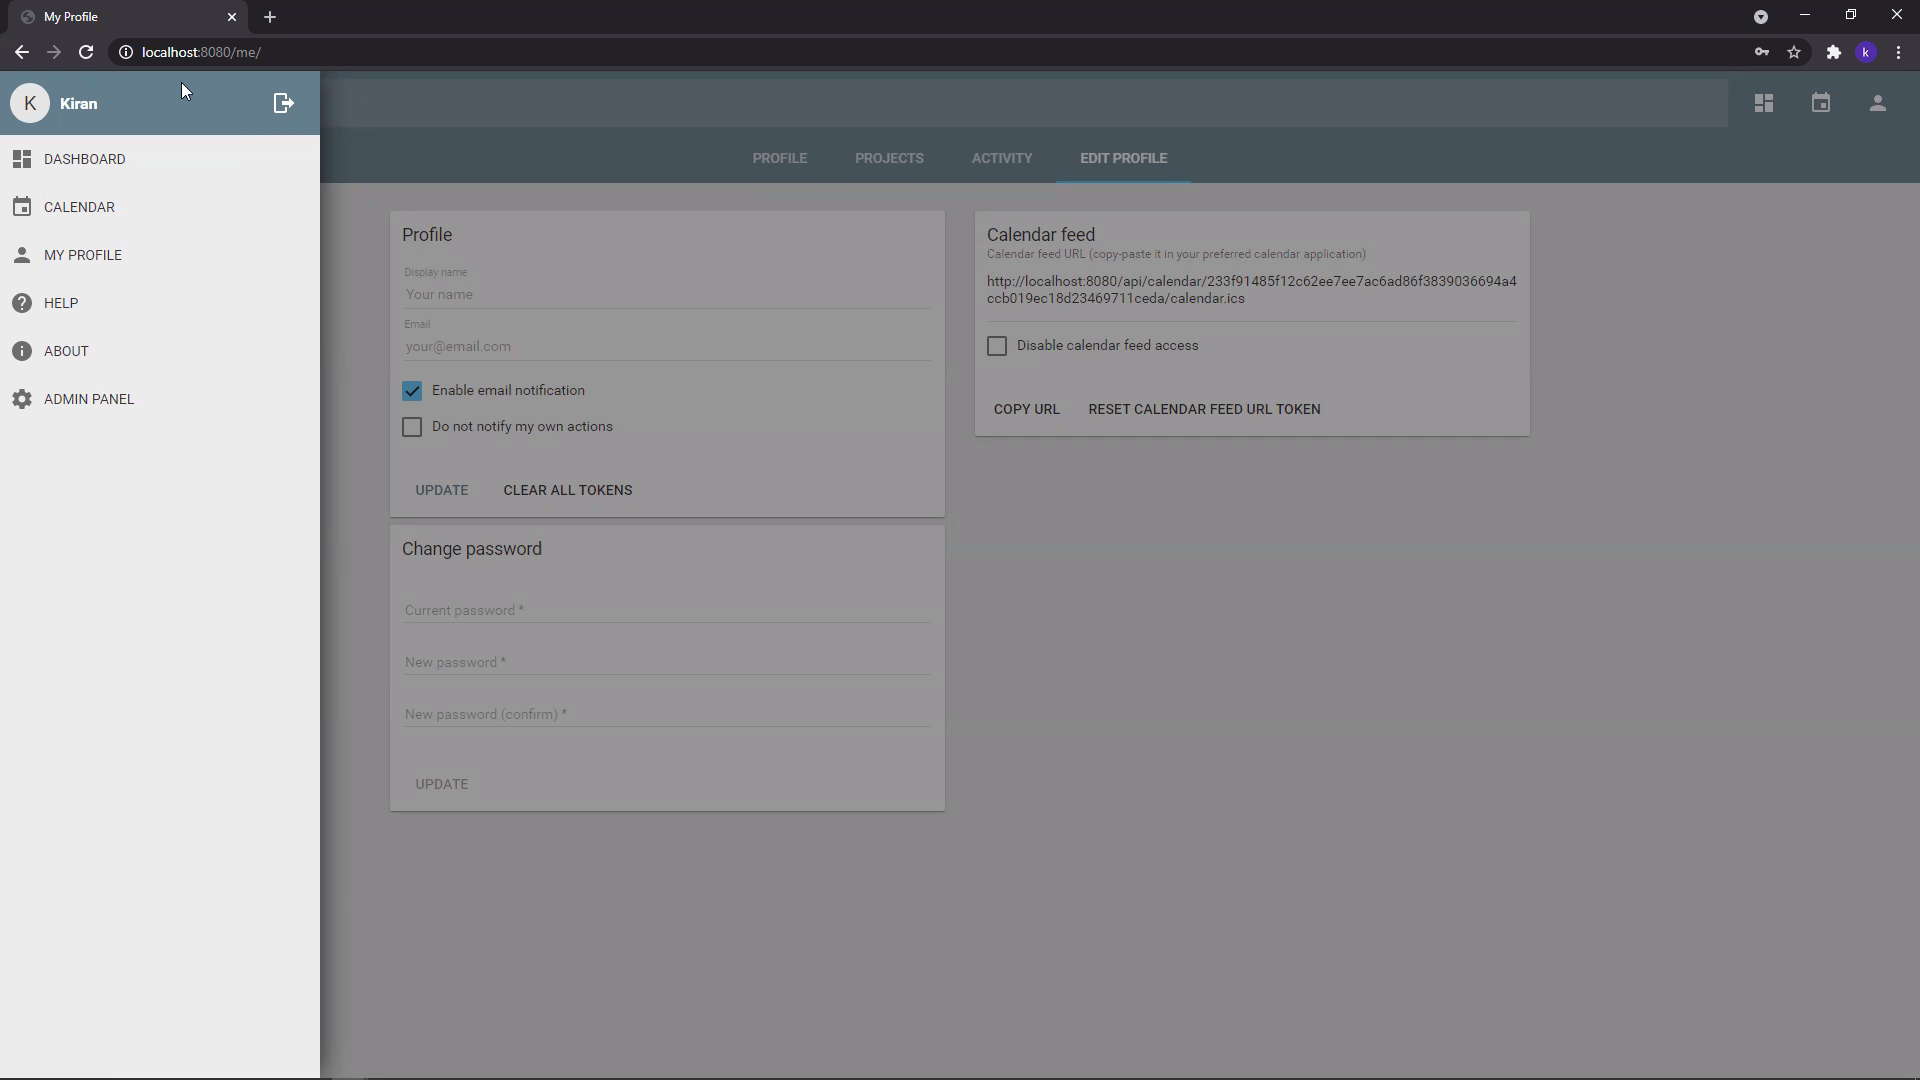 My Profile
localhost:8080/me/
k
K
Kiran
DASHBOARD
CALENDAR
MY PROFILE
HELP
ABOUT
ADMIN PANEL
PROFILE
PROJECTS
ACTIVITY
EDIT PROFILE
Profile
Display name
Your name
Email
your@email.com
Enable email notification
Do not notify my own actions
UPDATE
CLEAR ALL TOKENS
Change password
Current password *
New password *
New password (confirm) *
UPDATE
Calendar feed
Calendar feed URL (copy-paste it in your preferred calendar application)
http://localhost:8080/api/calendar/233f91485f12c62ee7ee7ac6ad86f3839036694a4
ccb019ec18d23469711ceda/calendar.ics
Disable calendar feed access
COPY URL
RESET CALENDAR FEED URL TOKEN